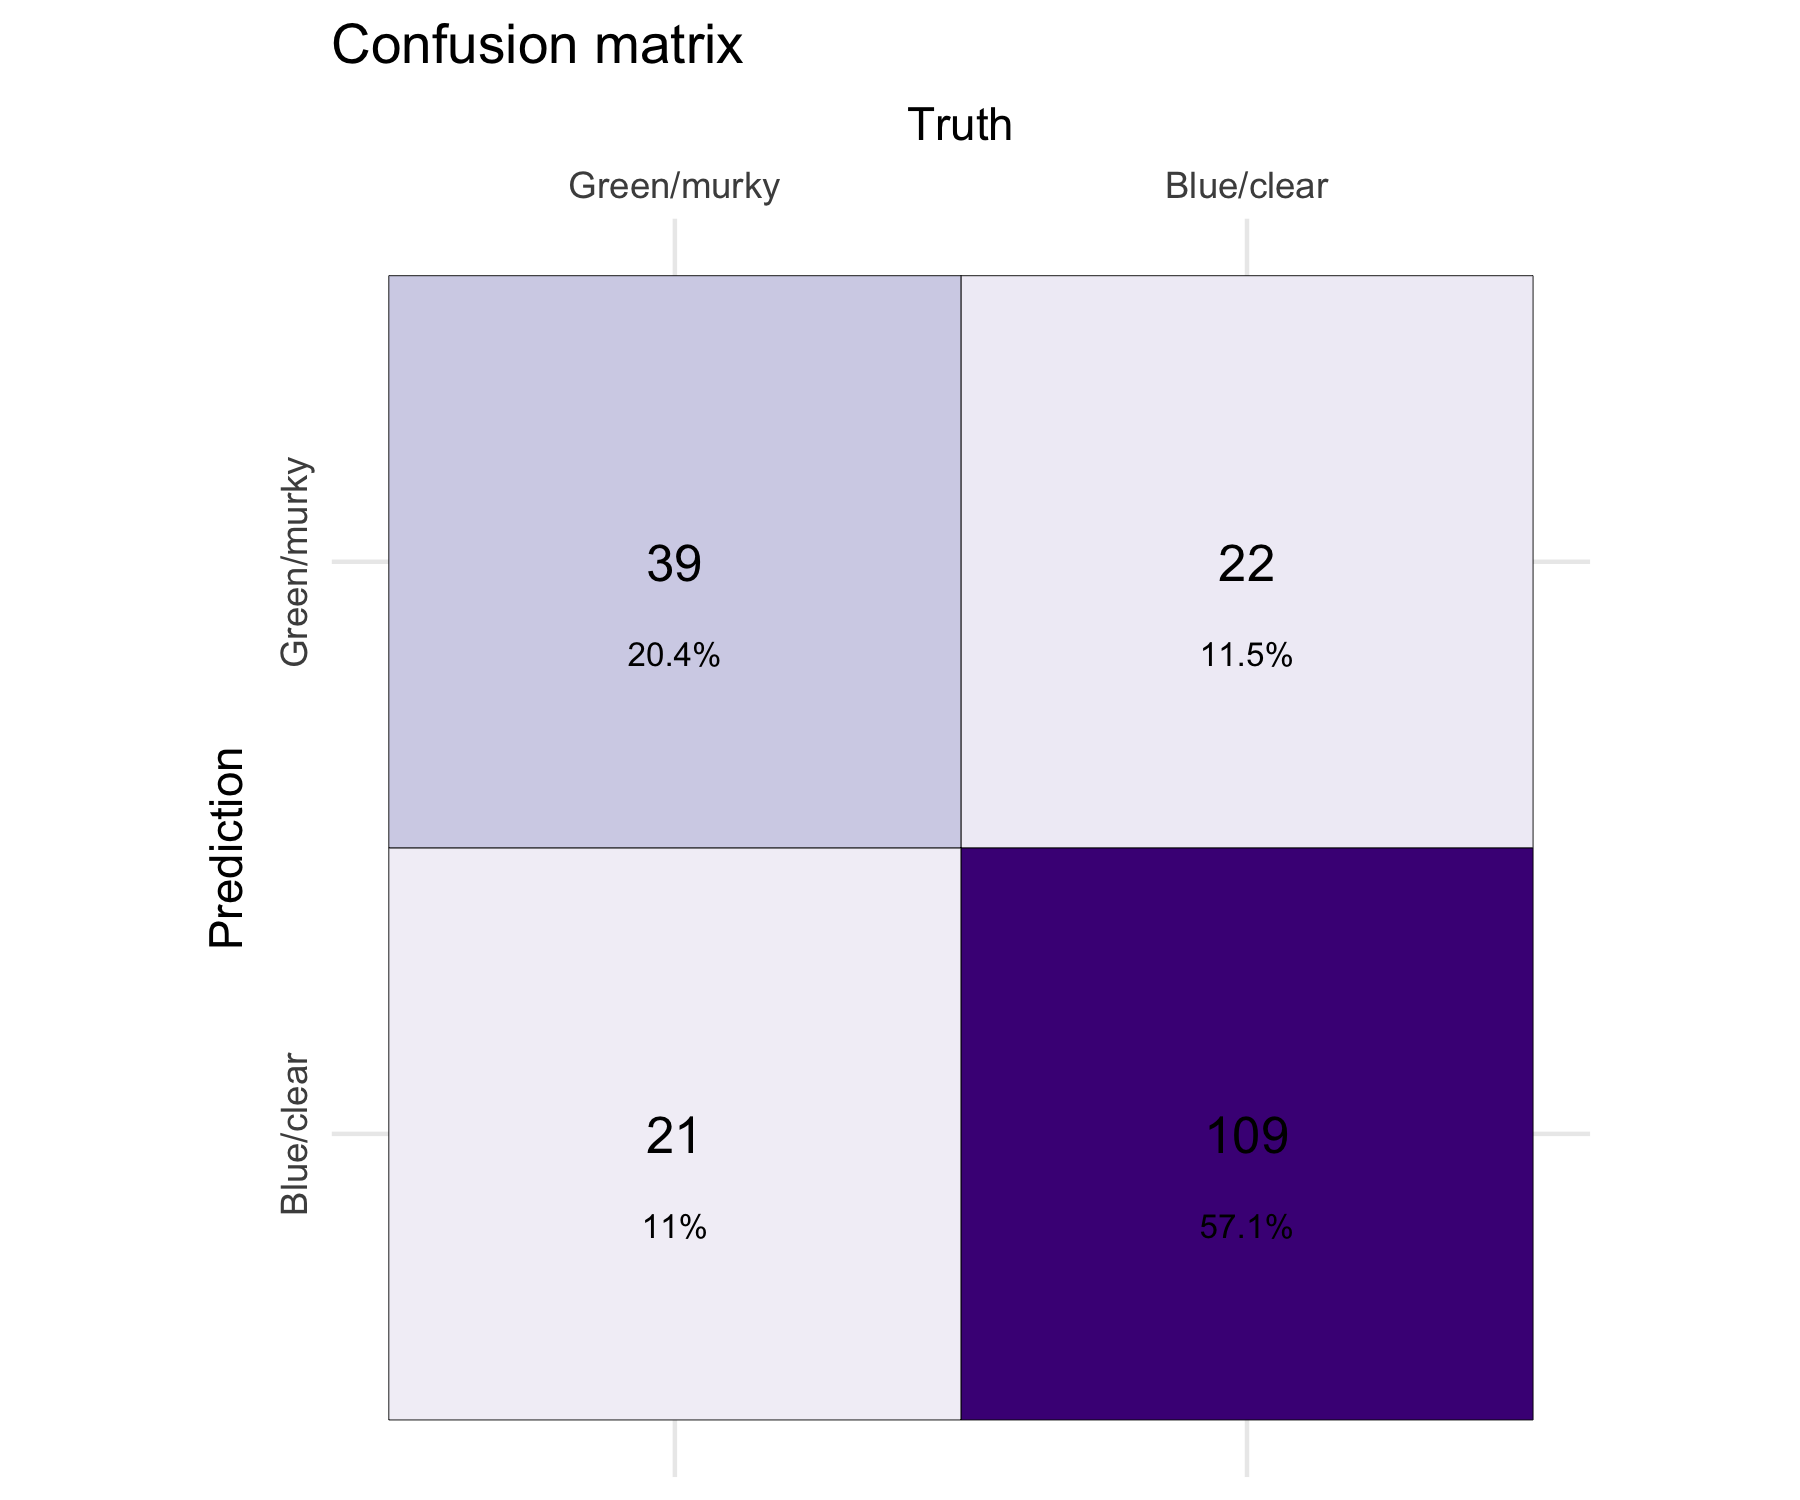 Confusion matrix
Truth
Green/murky Blue/clear
Green/murky
39 22
20.4% 11.5%
Prediction
Blue/clear
21 109
11% 57.1%